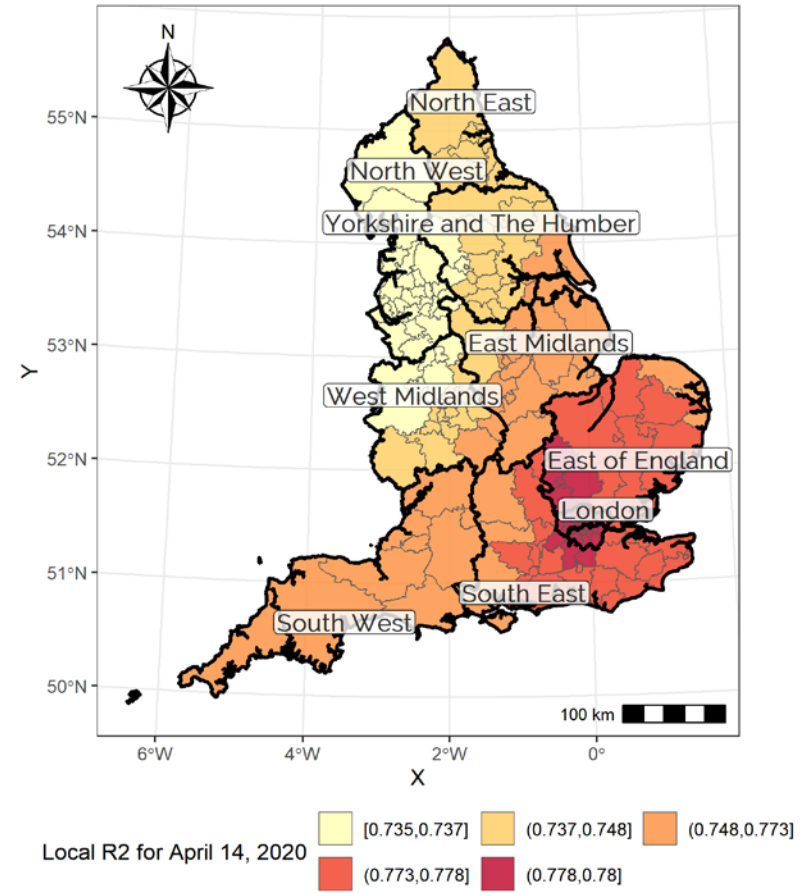 N
North East
55°N
North West
Yorkshire and The Humber
54°N
East Midlands
53°N
Y
West Midlands
East of England
52°N
London
South East
51°N
South West
50°N
100 km
6°W
4°W
2°W
0°
X
Local R2 for April 14, 2020
[0.735,0.737]
(0.737,0.748]
(0.748,0.773]
(0.773,0.778]
(0.778,0.78]